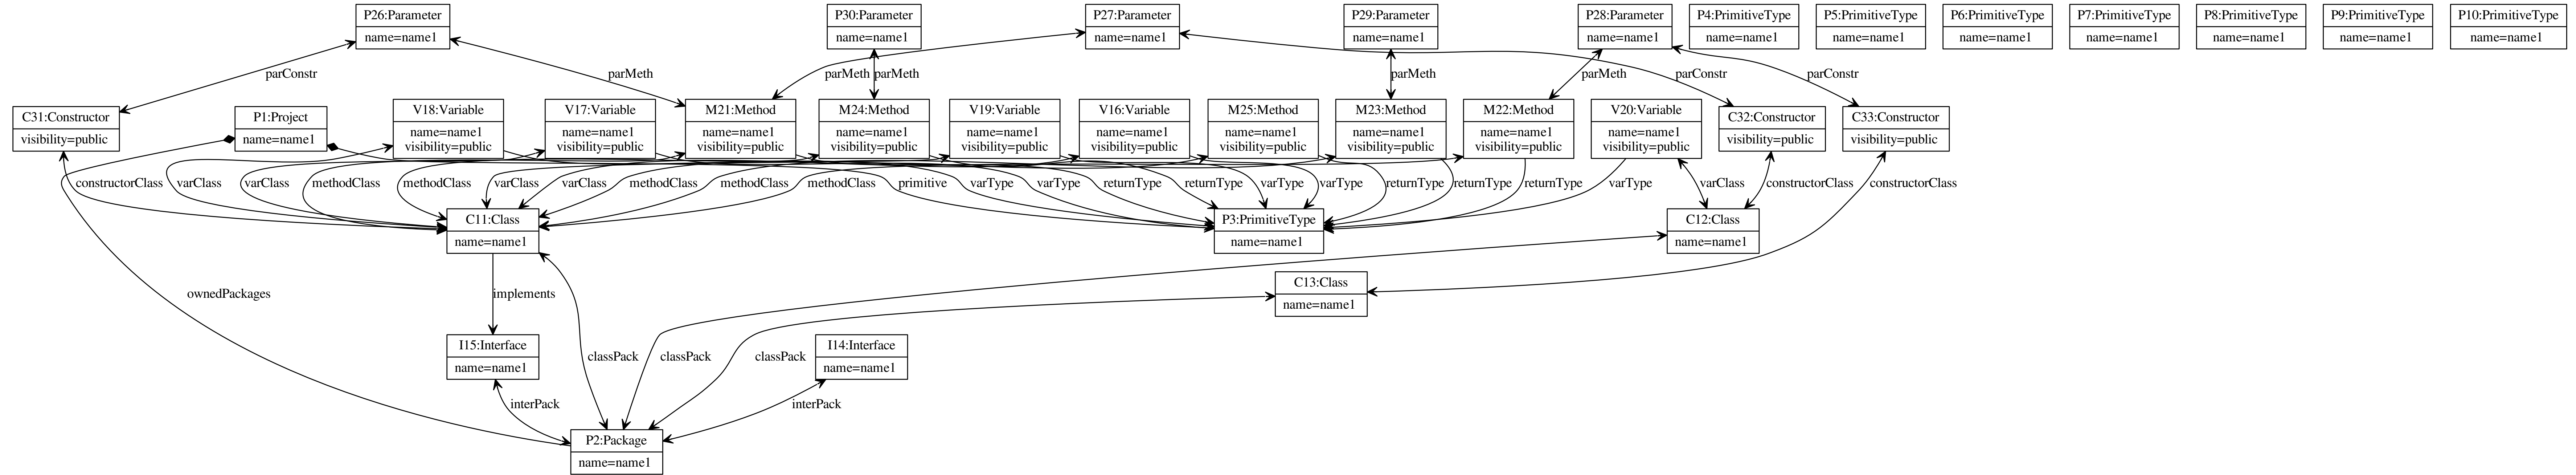 P26:Parameter
name=name1
P30:Parameter
name=name1
P27:Parameter
name=name1
P29:Parameter
name=name1
P28:Parameter
name=name1
P4:PrimitiveType
name=name1
P5:PrimitiveType
name=name1
P6:PrimitiveType
name=name1
P7:PrimitiveType
name=name1
P8:PrimitiveType
name=name1
P9:PrimitiveType
name=name1
P10:PrimitiveType
name=name1
parConstr
parMeth
parMeth
parMeth
parMeth
parMeth
parConstr
parConstr
C31:Constructor
visibility=public
P1:Project
name=name1
V18:Variable
name=name1
visibility=public
V17:Variable
name=name1
visibility=public
M21:Method
name=name1
visibility=public
M24:Method
name=name1
visibility=public
V19:Variable
name=name1
visibility=public
V16:Variable
name=name1
visibility=public
M25:Method
name=name1
visibility=public
M23:Method
name=name1
visibility=public
M22:Method
name=name1
visibility=public
V20:Variable
name=name1
visibility=public
C32:Constructor
visibility=public
C33:Constructor
visibility=public
constructorClass
varClass
varClass
methodClass
methodClass
varClass
varClass
methodClass
methodClass
methodClass
primitive
varType
varType
returnType
returnType
varType
varType
returnType
returnType
returnType
varType
varClass
constructorClass
constructorClass
C11:Class
name=name1
P3:PrimitiveType
name=name1
C12:Class
name=name1
ownedPackages
implements
C13:Class
name=name1
I15:Interface
name=name1
classPack
classPack
classPack
I14:Interface
name=name1
interPack
interPack
P2:Package
name=name1